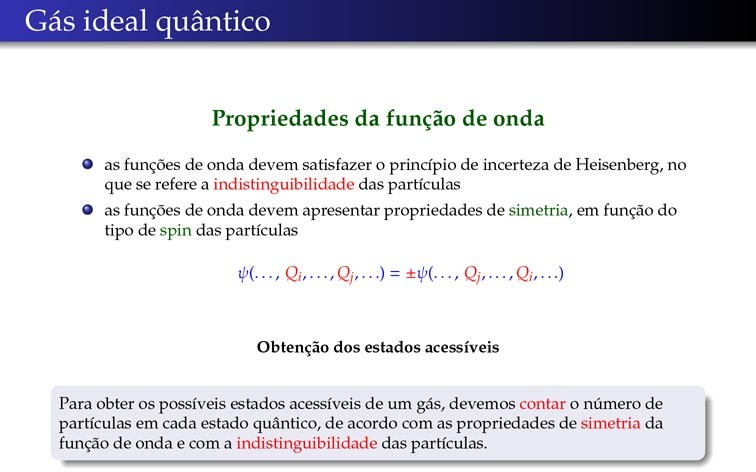 Gás ideal quântico
Propriedades da função de onda
as funções de onda devem satisfazer o princípio de incerteza de Heisenberg, no
que se refere a indistinguibilidade das partículas
as funções de onda devem apresentar propriedades de simetria, em função do
tipo de spin das partículas
ψ(. . . , Qᵢ, . . . , Qⱼ, . . .) = ±ψ(. . . , Qⱼ, . . . , Qᵢ, . . .)
Obtenção dos estados acessíveis
Para obter os possíveis estados acessíveis de um gás, devemos contar o número de
partículas em cada estado quântico, de acordo com as propriedades de simetria da
função de onda e com a indistinguibilidade das partículas.